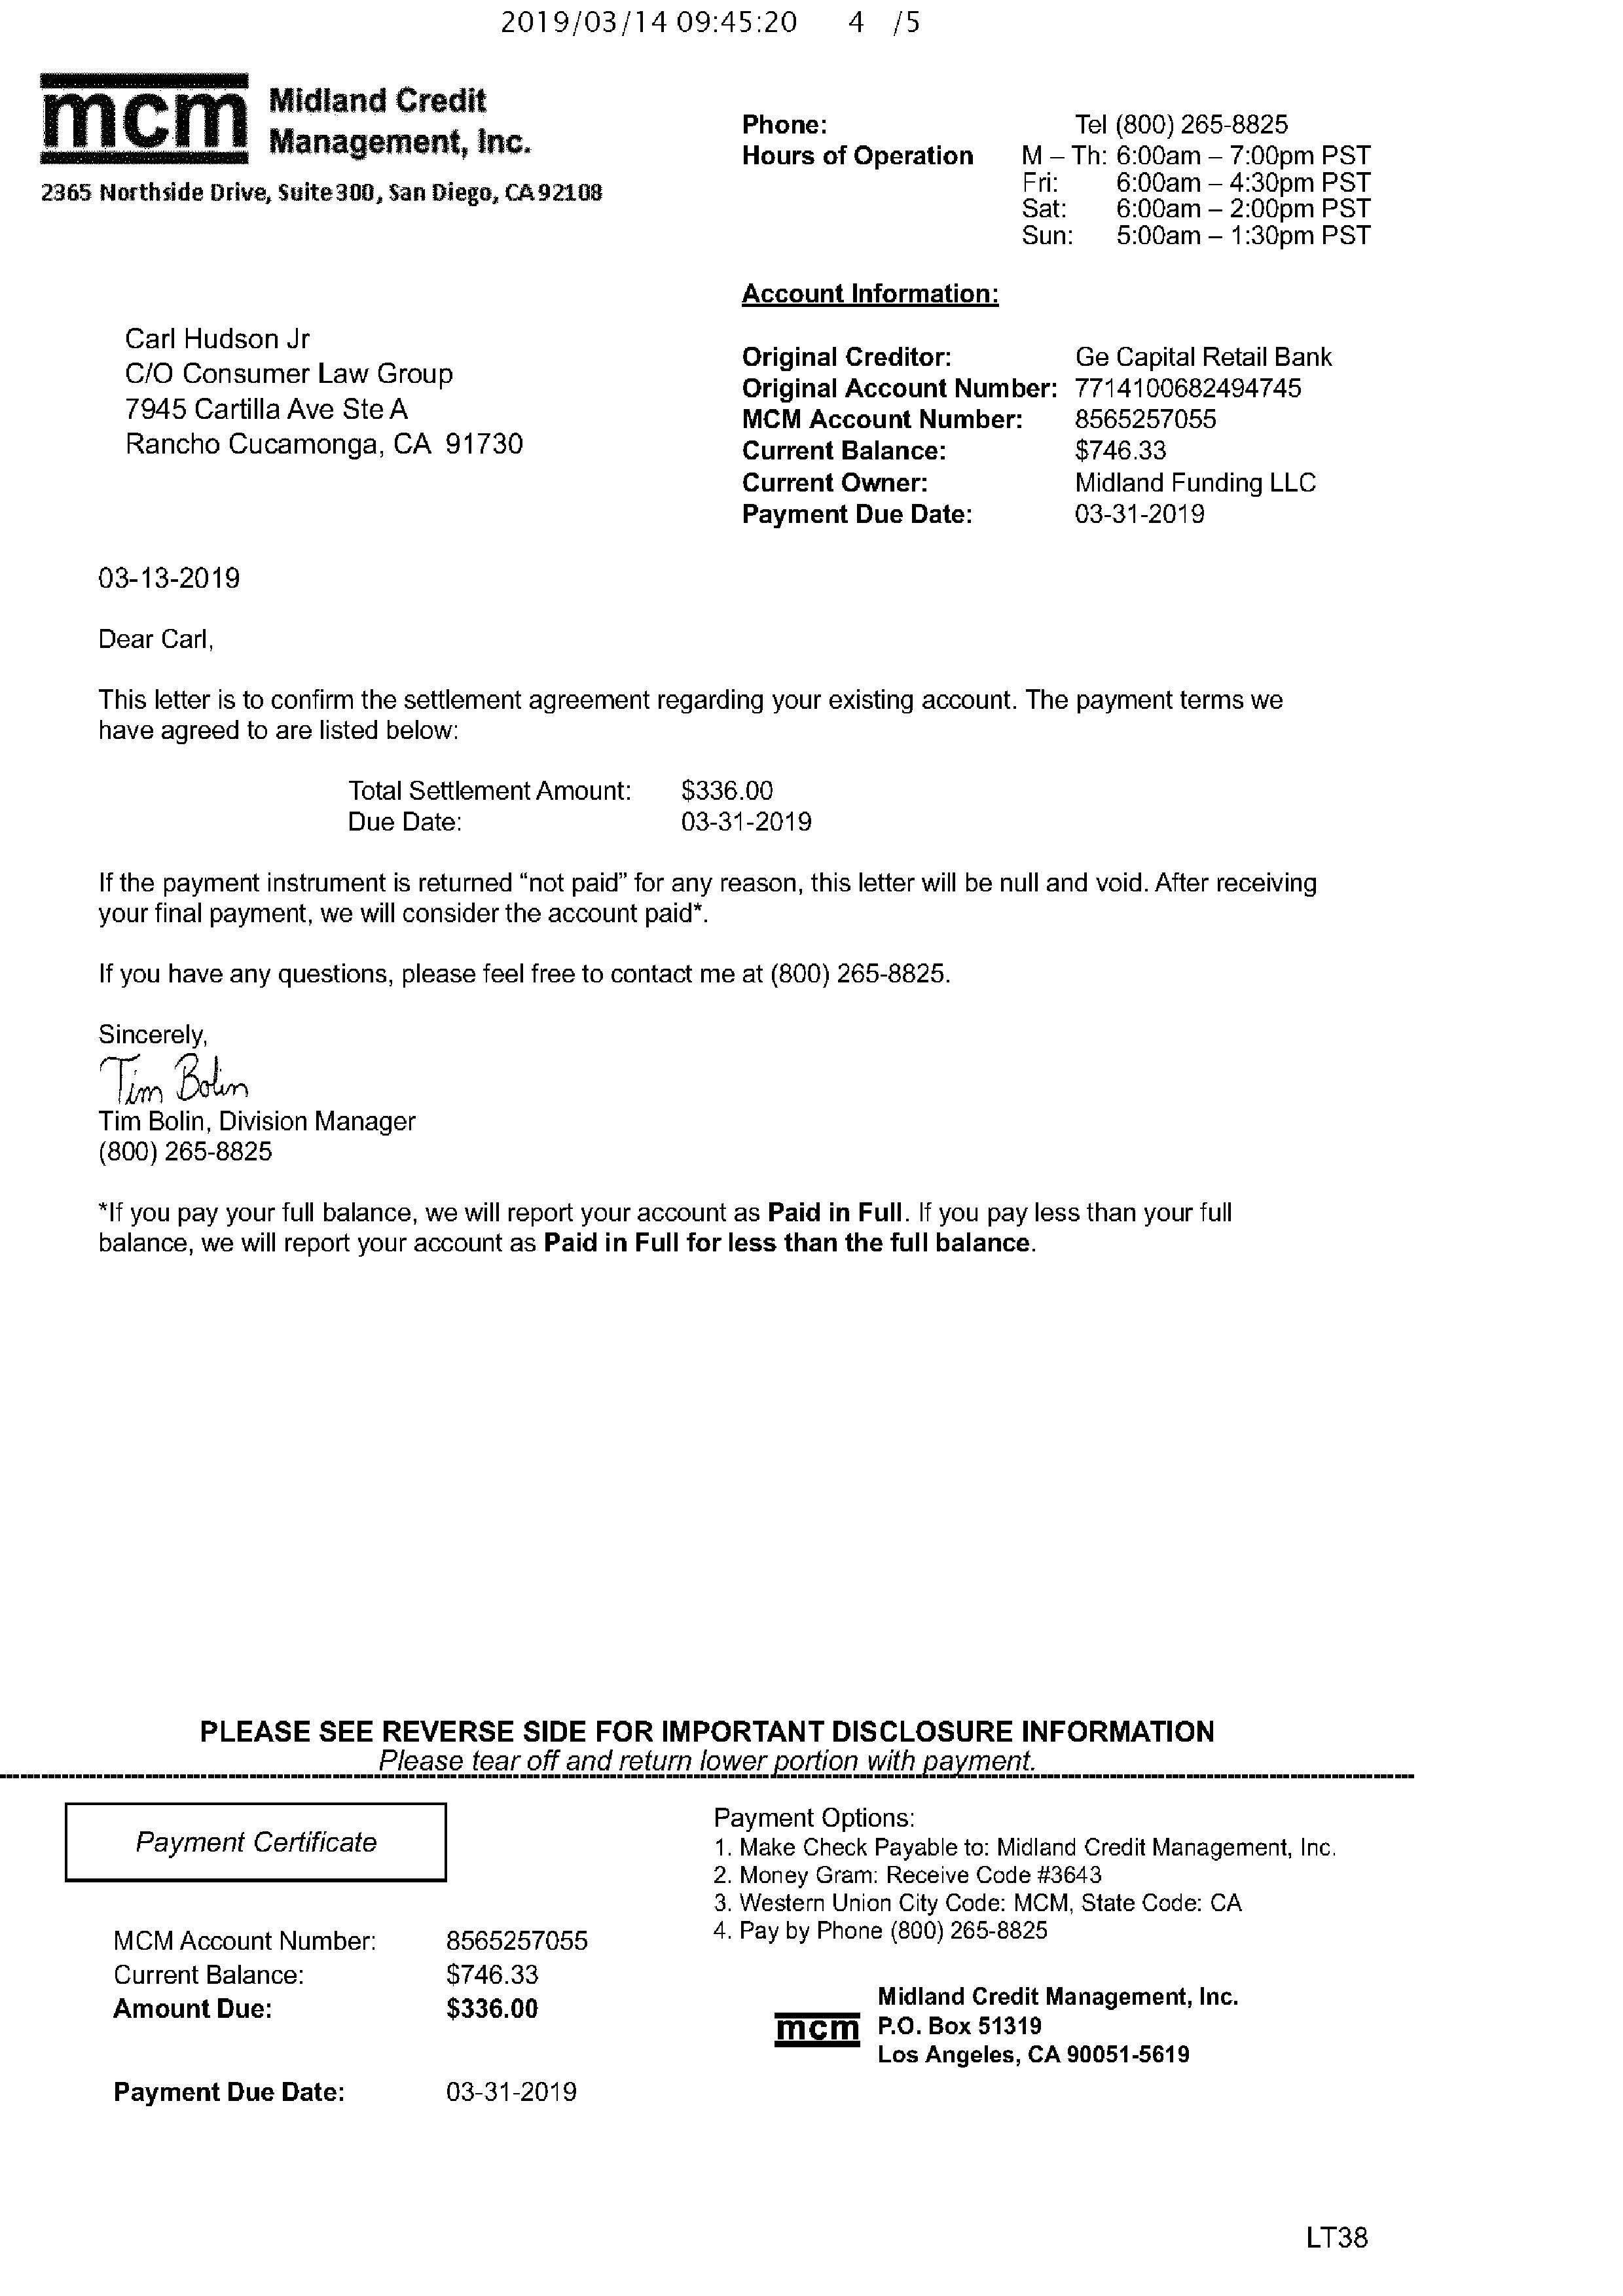 2019/03/14 09:45:20 4 /5
mcm Midland Credit
Management, Inc.
2365 Northside Drive, Suite 300, San Diego, CA 92108
Phone: Tel (800) 265-8825
Hours of Operation M – Th: 6:00am – 7:00pm PST
Fri: 6:00am – 4:30pm PST
Sat: 6:00am – 2:00pm PST
Sun: 5:00am – 1:30pm PST
Account Information:
Carl Hudson Jr
C/O Consumer Law Group
7945 Cartilla Ave Ste A
Rancho Cucamonga, CA 91730
Original Creditor: Ge Capital Retail Bank
Original Account Number: 7714100682494745
MCM Account Number: 8565257055
Current Balance: $746.33
Current Owner: Midland Funding LLC
Payment Due Date: 03-31-2019
03-13-2019
Dear Carl,
This letter is to confirm the settlement agreement regarding your existing account. The payment terms we
have agreed to are listed below:
Total Settlement Amount: $336.00
Due Date: 03-31-2019
If the payment instrument is returned “not paid” for any reason, this letter will be null and void. After receiving
your final payment, we will consider the account paid*.
If you have any questions, please feel free to contact me at (800) 265-8825.
Sincerely,
Tim Bolin
Tim Bolin, Division Manager
(800) 265-8825
*If you pay your full balance, we will report your account as Paid in Full. If you pay less than your full
balance, we will report your account as Paid in Full for less than the full balance.
PLEASE SEE REVERSE SIDE FOR IMPORTANT DISCLOSURE INFORMATION
Please tear off and return lower portion with payment.
Payment Certificate
MCM Account Number: 8565257055
Current Balance: $746.33
Amount Due: $336.00
Payment Due Date: 03-31-2019
Payment Options:
1. Make Check Payable to: Midland Credit Management, Inc.
2. Money Gram: Receive Code #3643
3. Western Union City Code: MCM, State Code: CA
4. Pay by Phone (800) 265-8825
mcm
Midland Credit Management, Inc.
P.O. Box 51319
Los Angeles, CA 90051-5619
LT38